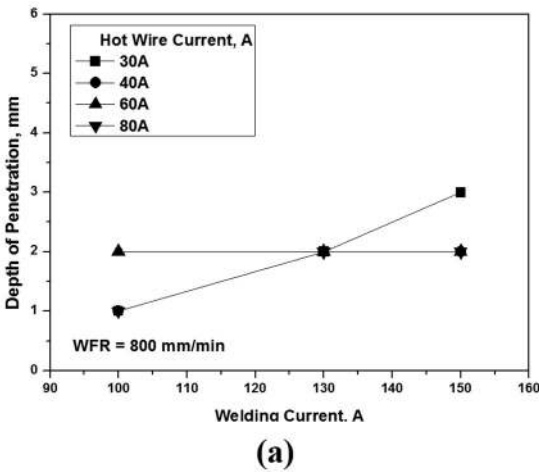 6
5
4
3
2
1
0
Depth of Penetration, mm
Hot Wire Current, A
30A
40A
60A
80A
WFR = 800 mm/min
90 100 110 120 130 140 150 160
Welding Current, A
(a)